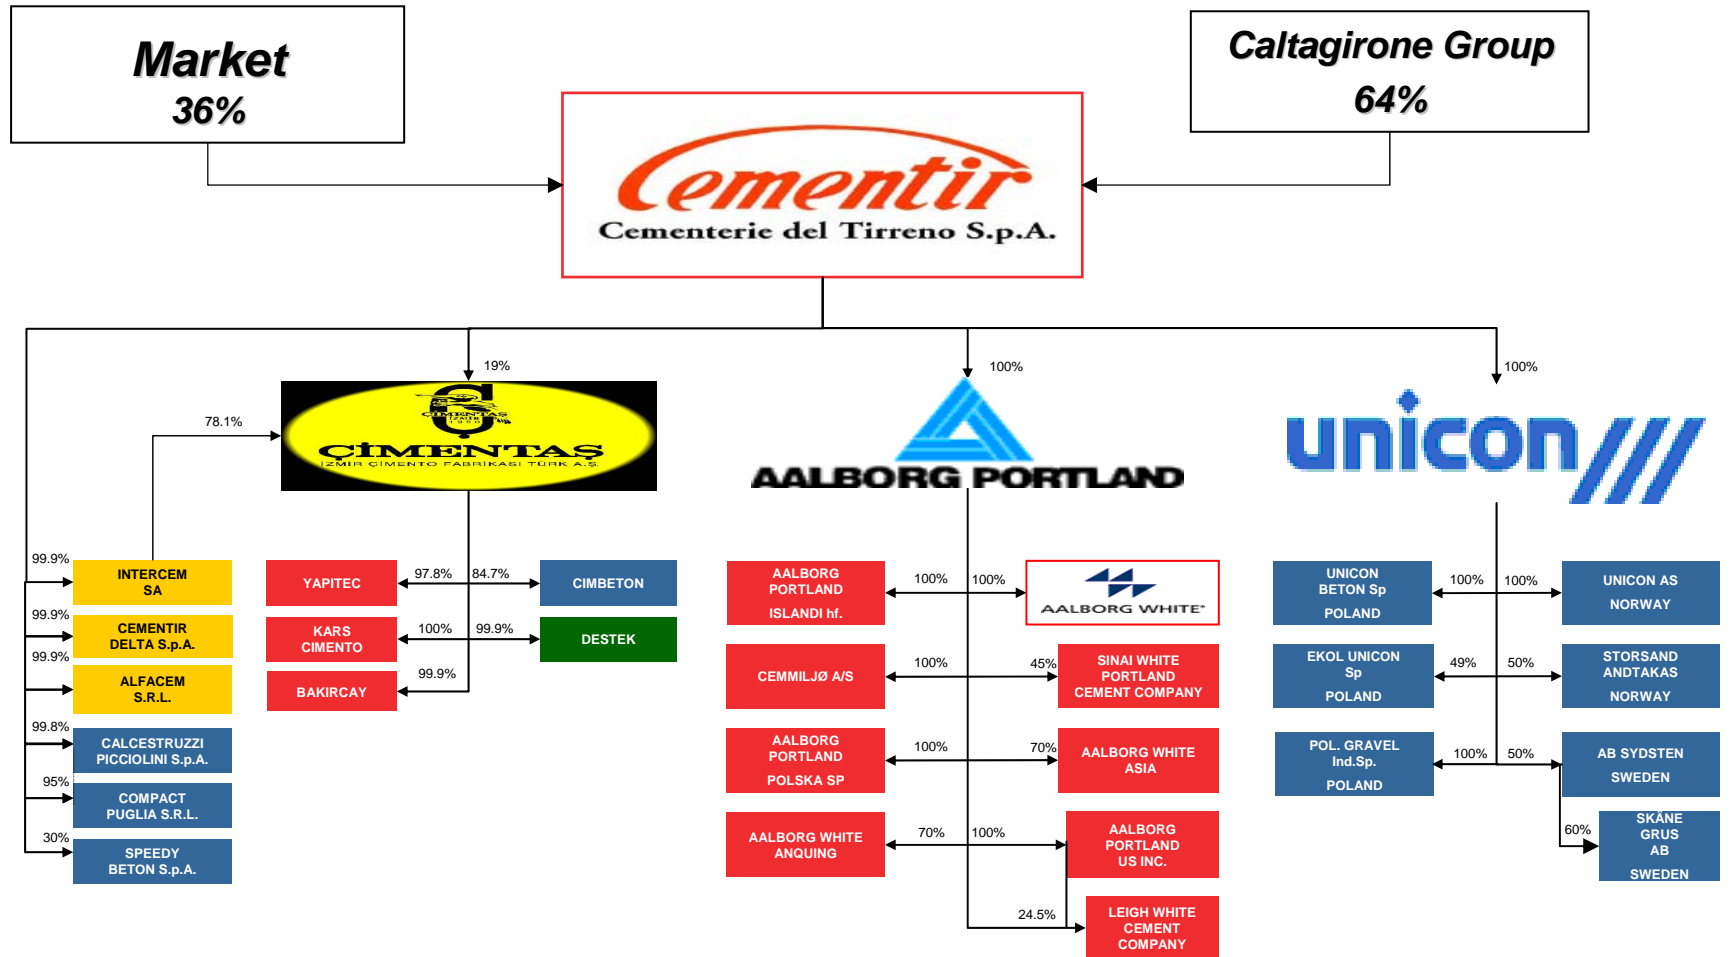 Market
36%
Caltagirone Group
64%
Cementir
Cementerie del Tirreno S.p.A.
19%
100%
100%
78.1%
ÇİMENTAŞ
İZMİR
1950
ÇİMENTAŞ
İZMİR ÇİMENTO FABRİKASI TÜRK A.Ş.
AALBORG PORTLAND
unicon
99.9%
INTERCEM
SA
99.9%
CEMENTIR
DELTA S.p.A.
99.9%
ALFACEM
S.R.L.
99.8%
CALCESTRUZZI
PICCIOLINI S.p.A.
95%
COMPACT
PUGLIA S.R.L.
30%
SPEEDY
BETON S.p.A.
YAPITEC
97.8%
84.7%
CIMBETON
KARS
CIMENTO
100%
99.9%
DESTEK
BAKIRCAY
99.9%
AALBORG
PORTLAND
ISLANDI hf.
100%
100%
AALBORG WHITE
CEMMILJØ A/S
100%
45%
SINAI WHITE
PORTLAND
CEMENT COMPANY
AALBORG
PORTLAND
POLSKA SP
100%
70%
AALBORG WHITE
ASIA
AALBORG WHITE
ANQUING
70%
100%
AALBORG
PORTLAND
US INC.
24.5%
LEIGH WHITE
CEMENT
COMPANY
UNICON
BETON Sp
POLAND
100%
100%
UNICON AS
NORWAY
EKOL UNICON
Sp
POLAND
49%
50%
STORSAND
ANDTAKAS
NORWAY
POL. GRAVEL
Ind.Sp.
POLAND
100%
50%
AB SYDSTEN
SWEDEN
60%
SKÅNE
GRUS
AB
SWEDEN